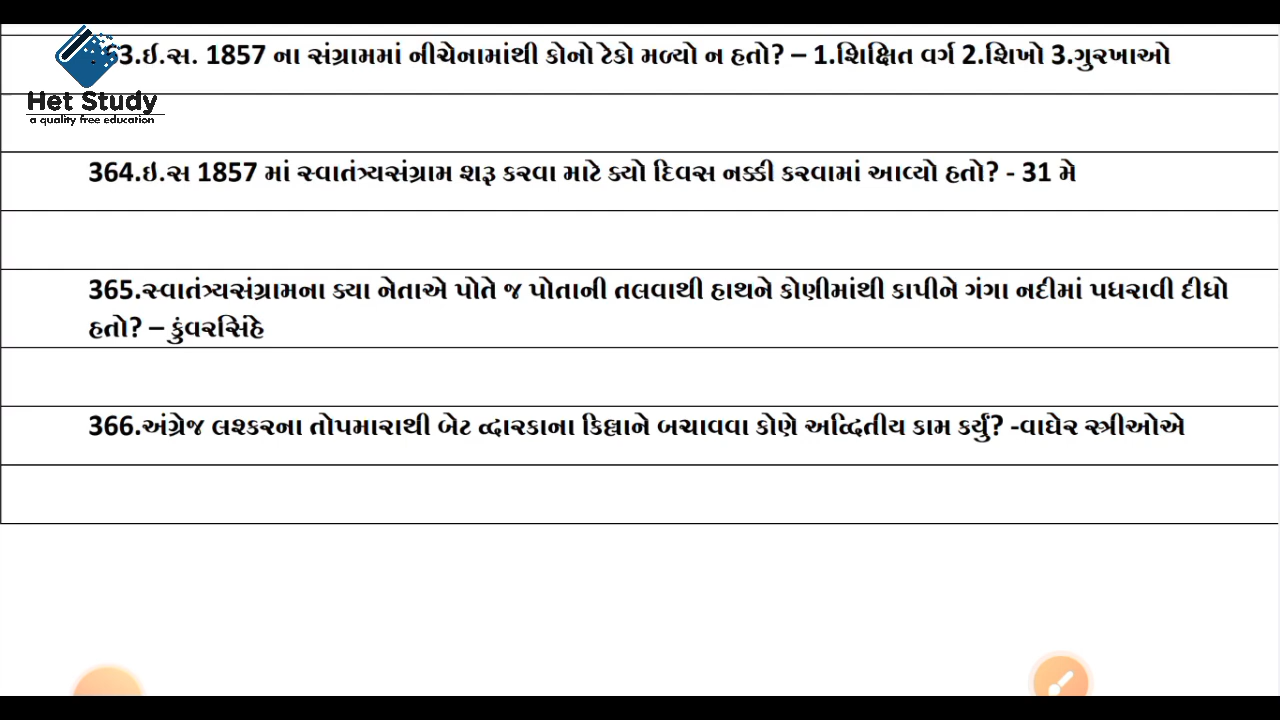 63.ઈ.સ. 1857 ના સંગ્રામમાં નીચેનામાંથી કોનો ટેકો મળ્યો ન હતો? – 1.શિક્ષિત વર્ગ 2.શિખો 3.ગુરખાઓ
Het Study
a quality free education
364.ઇ.સ 1857 માં સ્વાતંત્ર્યસંગ્રામ શરૂ કરવા માટે ક્યો દિવસ નક્કી કરવામાં આવ્યો હતો? - 31 મે
365.સ્વાતંત્ર્યસંગ્રામના ક્યા નેતાએ પોતે જ પોતાની તલવાથી હાથને કોણીમાંથી કાપીને ગંગા નદીમાં પધરાવી દીધો
હતો? – કુંવરસિંહે
366.અંગ્રેજ લશ્કરના તોપમારાથી બેટ વ્દારકાના કિલ્લાને બચાવવા કોણે અદ્વિતીય કામ કર્યું? -વાઘેર સ્ત્રીઓએ